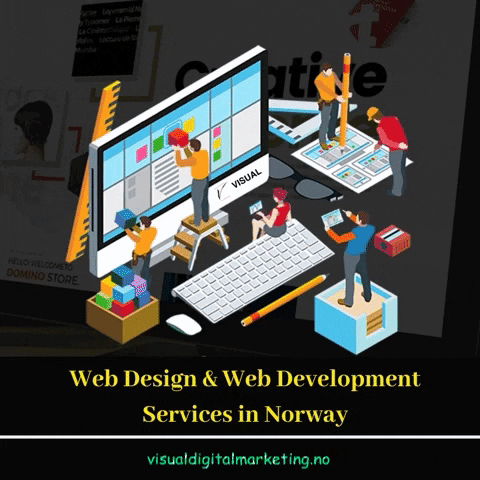 Creative
VISUAL
HELLO WELCOME TO
DOMINO STORE.
Web Design & Web Development
Services in Norway
visualdigitalmarketing.no